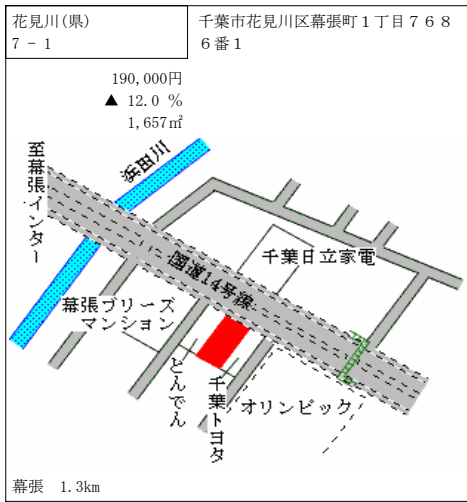 花見川(県)
7 - 1
千葉市花見川区幕張町１丁目７６８
６番１
190,000円
▲ 12.0 %
1,657㎡
至幕張インター
浜田川
国道14号線
千葉日立家電
幕張ブリーズ
マンション
どんでん
千葉トヨタ
オリンピック
幕張 1.3km